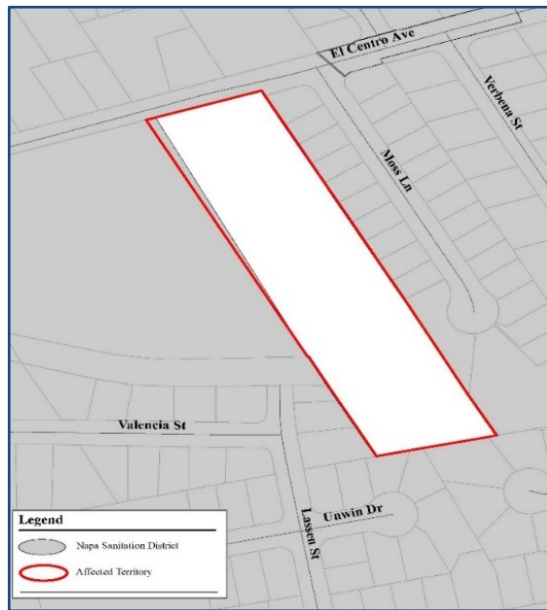 El Centro Ave
Verbena St
Moss Ln
Valencia St
Lassen St
Unwin Dr
Legend
Napa Sanitation District
Affected Territory